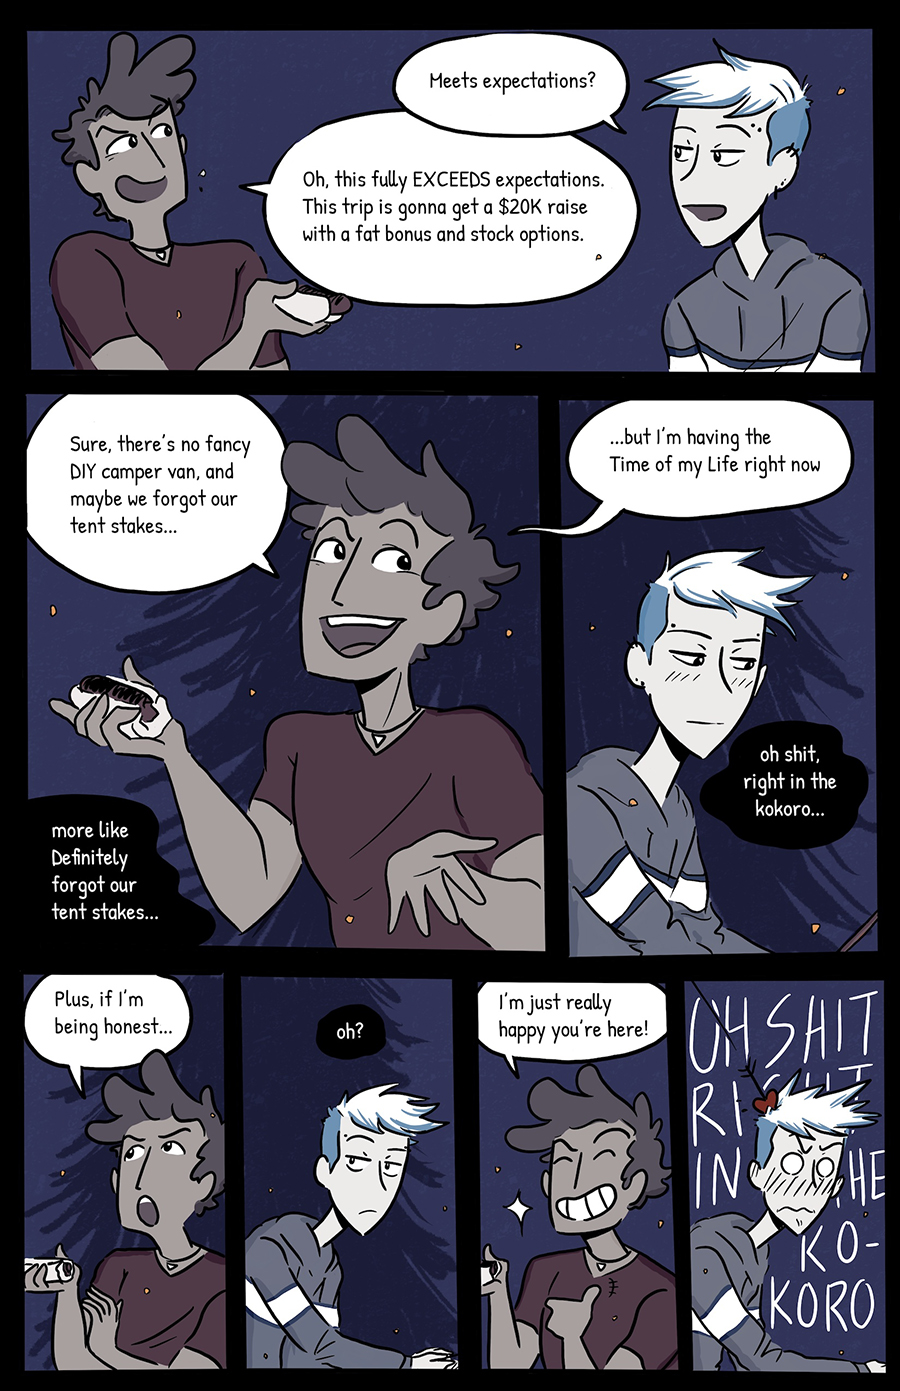 Meets expectations?
Oh, this fully EXCEEDS expectations.
This trip is gonna get a $20K raise
with a fat bonus and stock options.
Sure, there's no fancy
DIY camper van, and
maybe we forgot our
tent stakes...
more like
Definitely
forgot our
tent stakes...
...but I'm having the
Time of my Life right now
oh shit,
right in the
kokoro...
Plus, if I'm
being honest...
oh?
I'm just really
happy you're here!
OH SHIT
RIGHT
IN THE
KO-
KORO